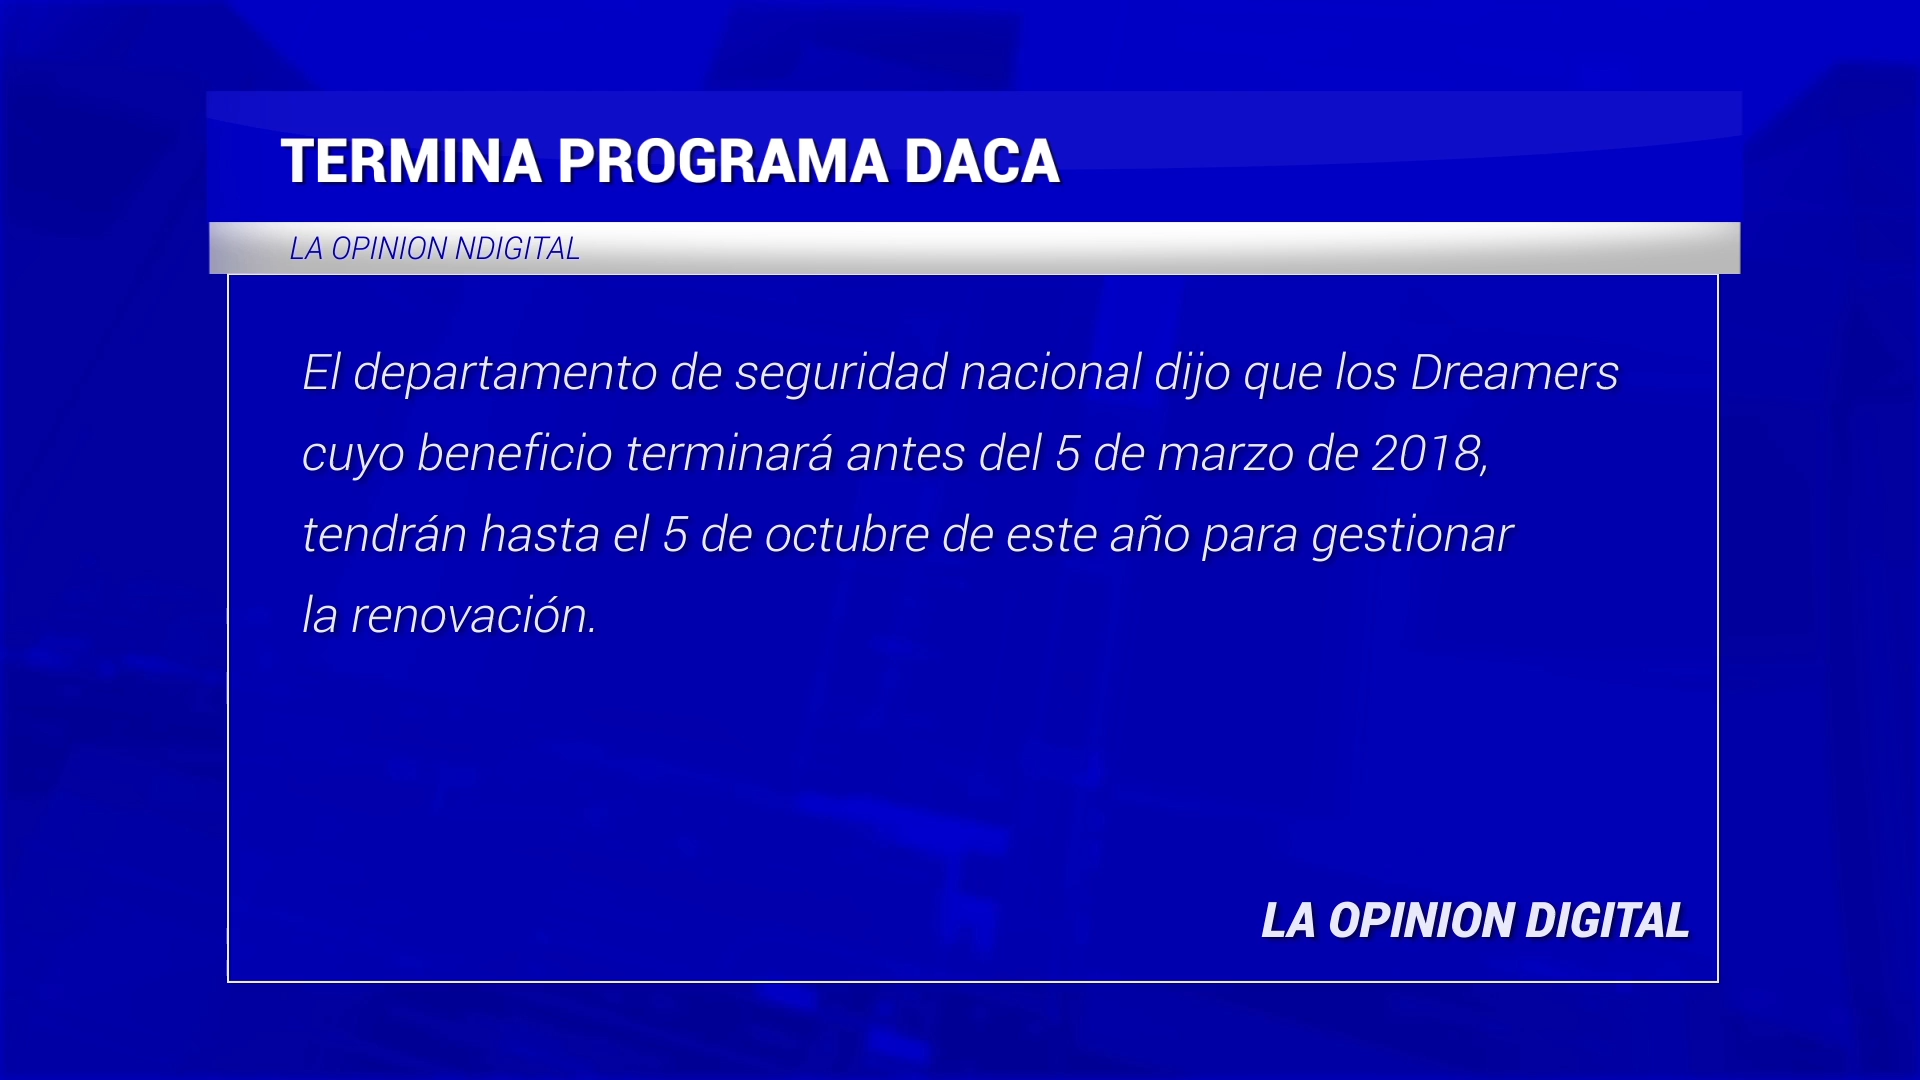 TERMINA PROGRAMA DACA
LA OPINION NDIGITAL
El departamento de seguridad nacional dijo que los Dreamers
cuyo beneficio terminará antes del 5 de marzo de 2018,
tendrán hasta el 5 de octubre de este año para gestionar
la renovación.
LA OPINION DIGITAL